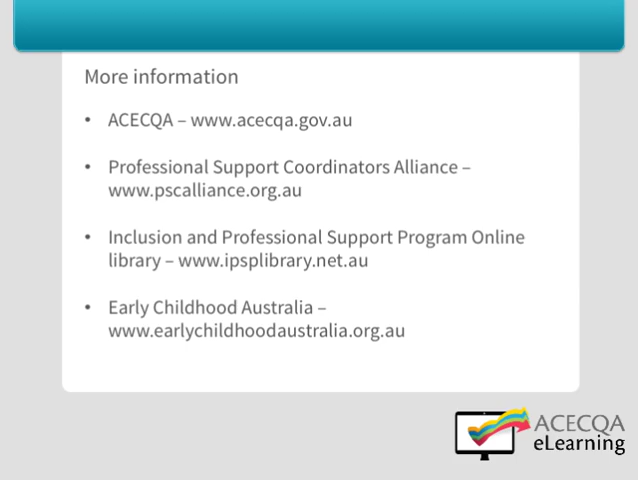 More information
• ACECQA – www.acecqa.gov.au
• Professional Support Coordinators Alliance –
www.pscalliance.org.au
• Inclusion and Professional Support Program Online
library – www.ipsplibrary.net.au
• Early Childhood Australia –
www.earlychildhoodaustralia.org.au
ACECQA
eLearning